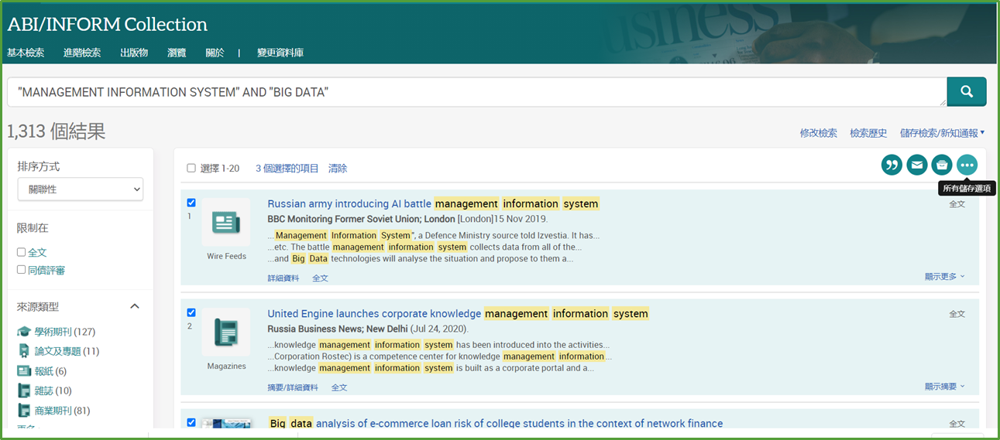 ABI/INFORM Collection
基本檢索 進階檢索 出版物 瀏覽 關於 | 變更資料庫
"MANAGEMENT INFORMATION SYSTEM" AND "BIG DATA"
1,313 個結果
修改檢索 檢索歷史 儲存檢索/新知通報
排序方式
關聯性
限制在
全文
同儕評審
來源類型
學術期刊 (127)
論文及專題 (11)
報紙 (6)
雜誌 (10)
商業期刊 (81)
選擇 1-20 3 個選擇的項目 清除
所有儲存選項
1
Wire Feeds
Russian army introducing AI battle management information system
全文
BBC Monitoring Former Soviet Union; London [London]15 Nov 2019.
...Management Information System", a Defence Ministry source told Izvestia. It has...
...etc. The battle management information system collects data from all of the...
...and Big Data technologies will analyse the situation and propose to them a...
詳細資料 全文 顯示更多
2
Magazines
United Engine launches corporate knowledge management information system
全文
Russia Business News; New Delhi (Jul 24, 2020).
...knowledge management information system has been introduced into the activities...
...Corporation Rostec) is a competence center for knowledge management information...
...knowledge management information system is built as a corporate portal and a...
摘要/詳細資料 全文 顯示摘要
Big data analysis of e-commerce loan risk of college students in the context of network finance
全文